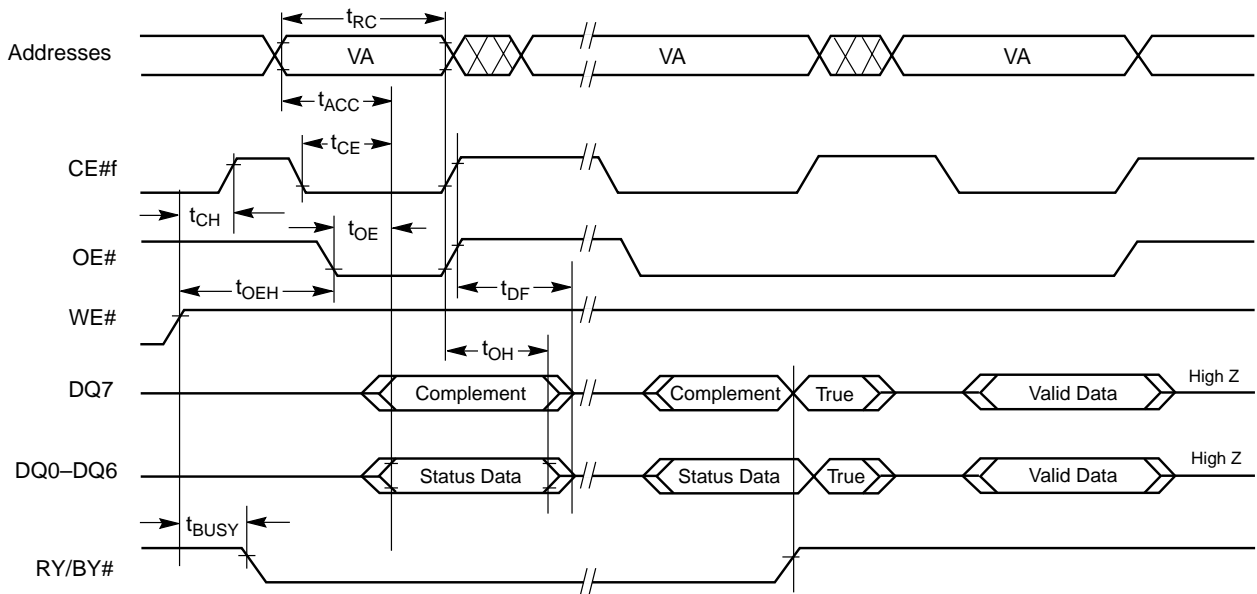 tRC
Addresses VA VA VA
tACC
tCE
CE#f
tCH tOE
OE#
tOEH tDF
WE#
tOH
DQ7 Complement Complement True Valid Data High Z
DQ0–DQ6 Status Data Status Data True Valid Data High Z
tBUSY
RY/BY#